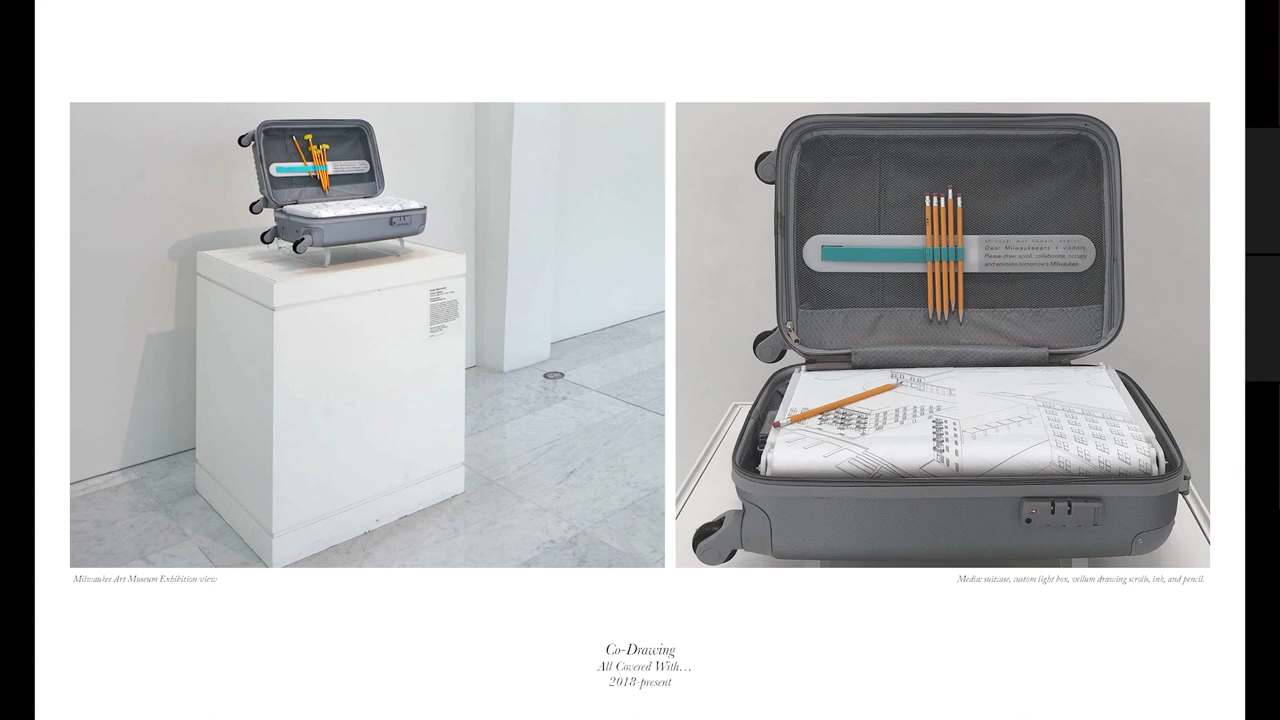 Dear Milwaukeeans + visitors,
Please draw, scroll, collaborate, occupy
and envision tomorrow's Milwaukee.
Milwaukee Art Museum Exhibition view
Media: suitcase, custom light box, vellum drawing scrolls, ink, and pencil.
Co-Drawing
All Covered With…
2018-present